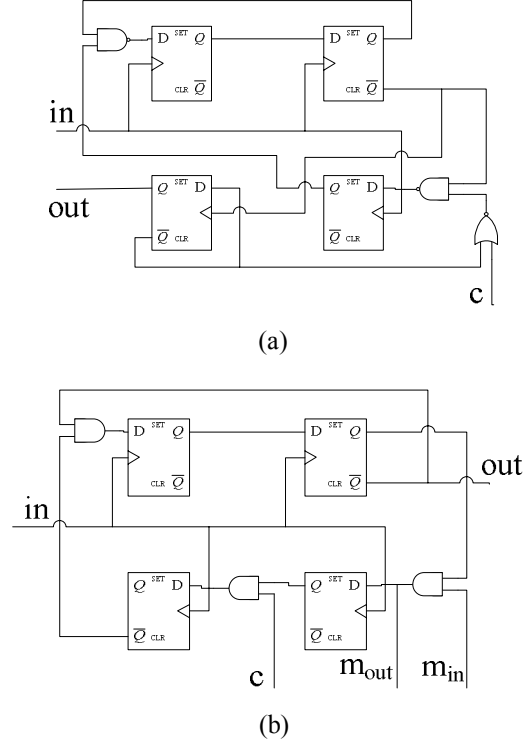 D SET Q
CLR Q
D SET Q
CLR Q
in
Q SET D
Q CLR
Q SET D
Q CLR
out
c
(a)
D SET Q
CLR Q
D SET Q
CLR Q
out
in
Q SET D
Q CLR
Q SET D
Q CLR
c
mout
min
(b)